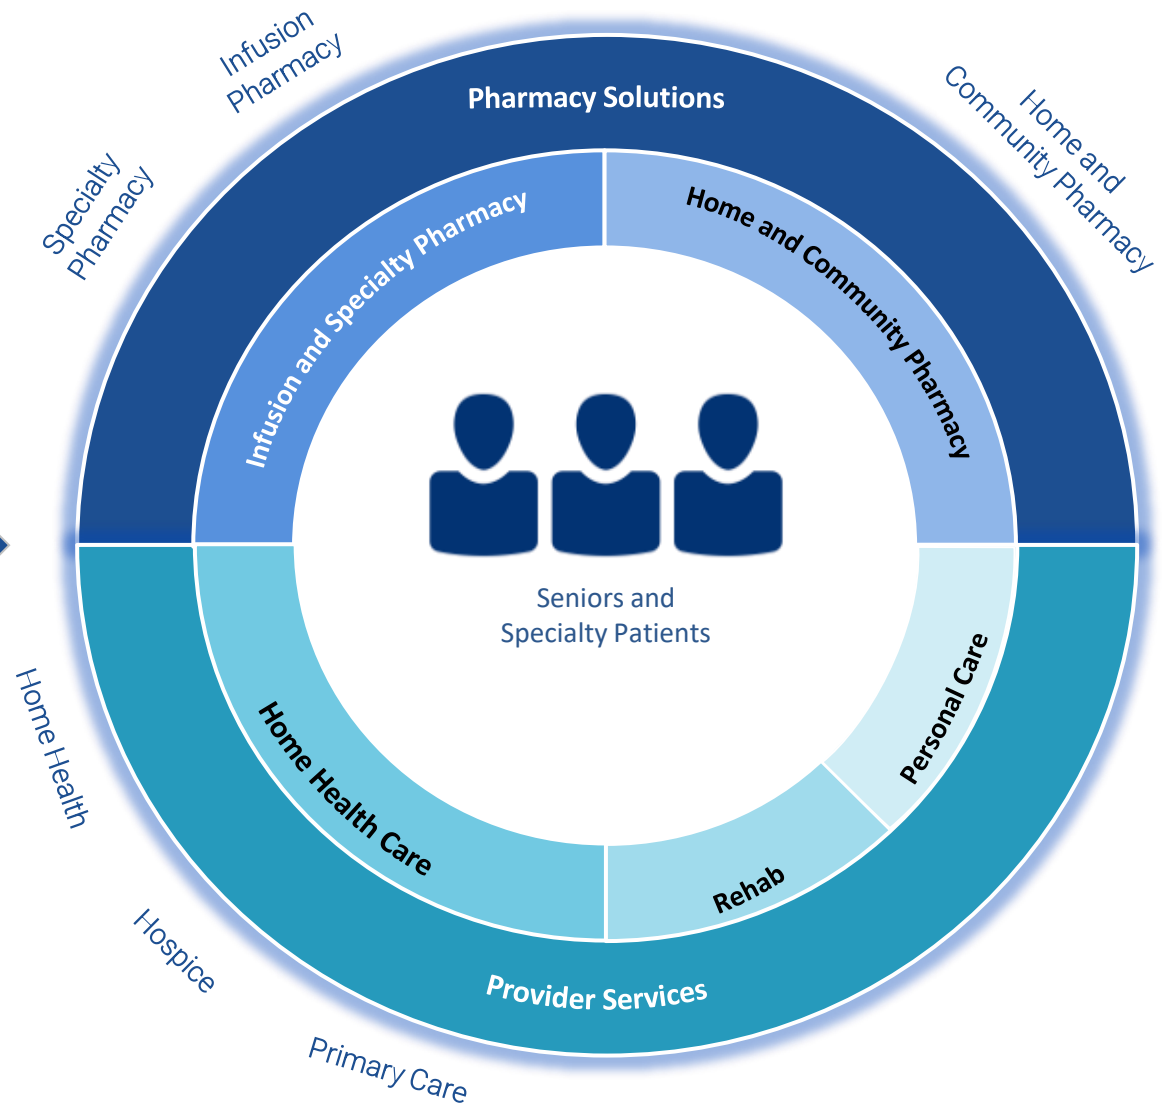 Infusion
Pharmacy
Specialty
Pharmacy
Home and
Community Pharmacy
Pharmacy Solutions
Infusion and Specialty Pharmacy
Home and Community Pharmacy
Seniors and
Specialty Patients
Home Health Care
Rehab
Personal Care
Provider Services
Home Health
Hospice
Primary Care